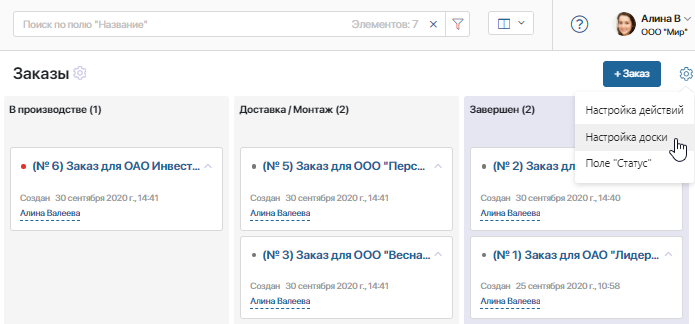 Поиск по полю "Название"
Элементов: 7
Алина В
ООО "Мир"
Заказы
+ Заказ
Настройка действий
Настройка доски
Поле "Статус"
В производстве (1)
Доставка / Монтаж (2)
Завершен (2)
(№ 6) Заказ для ОАО Инвест...
Создан 30 сентября 2020 г., 14:41
Алина Валеева
(№ 5) Заказ для ООО "Перс...
Создан 30 сентября 2020 г., 14:41
Алина Валеева
(№ 3) Заказ для ООО "Весна...
Создан 30 сентября 2020 г., 14:41
Алина Валеева
(№ 2) Заказ для
Создан 30 сентября 2020 г., 14:40
Алина Валеева
(№ 1) Заказ для ОАО "Лидер...
Создан 25 сентября 2020 г., 10:58
Алина Валеева